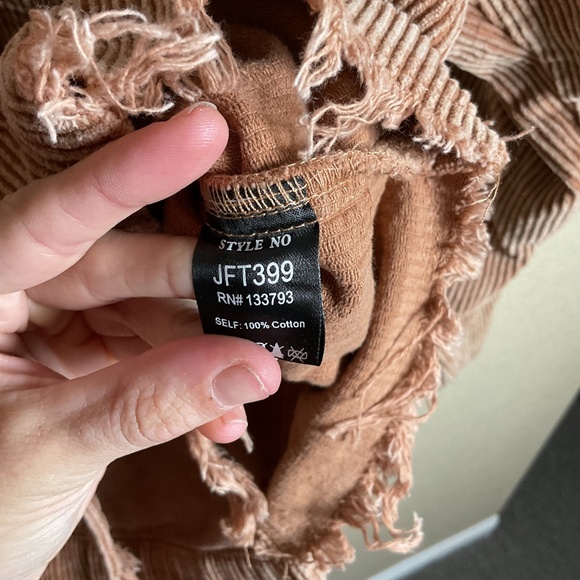 STYLE NO
JFT399
RN# 133793
SELF: 100% Cotton